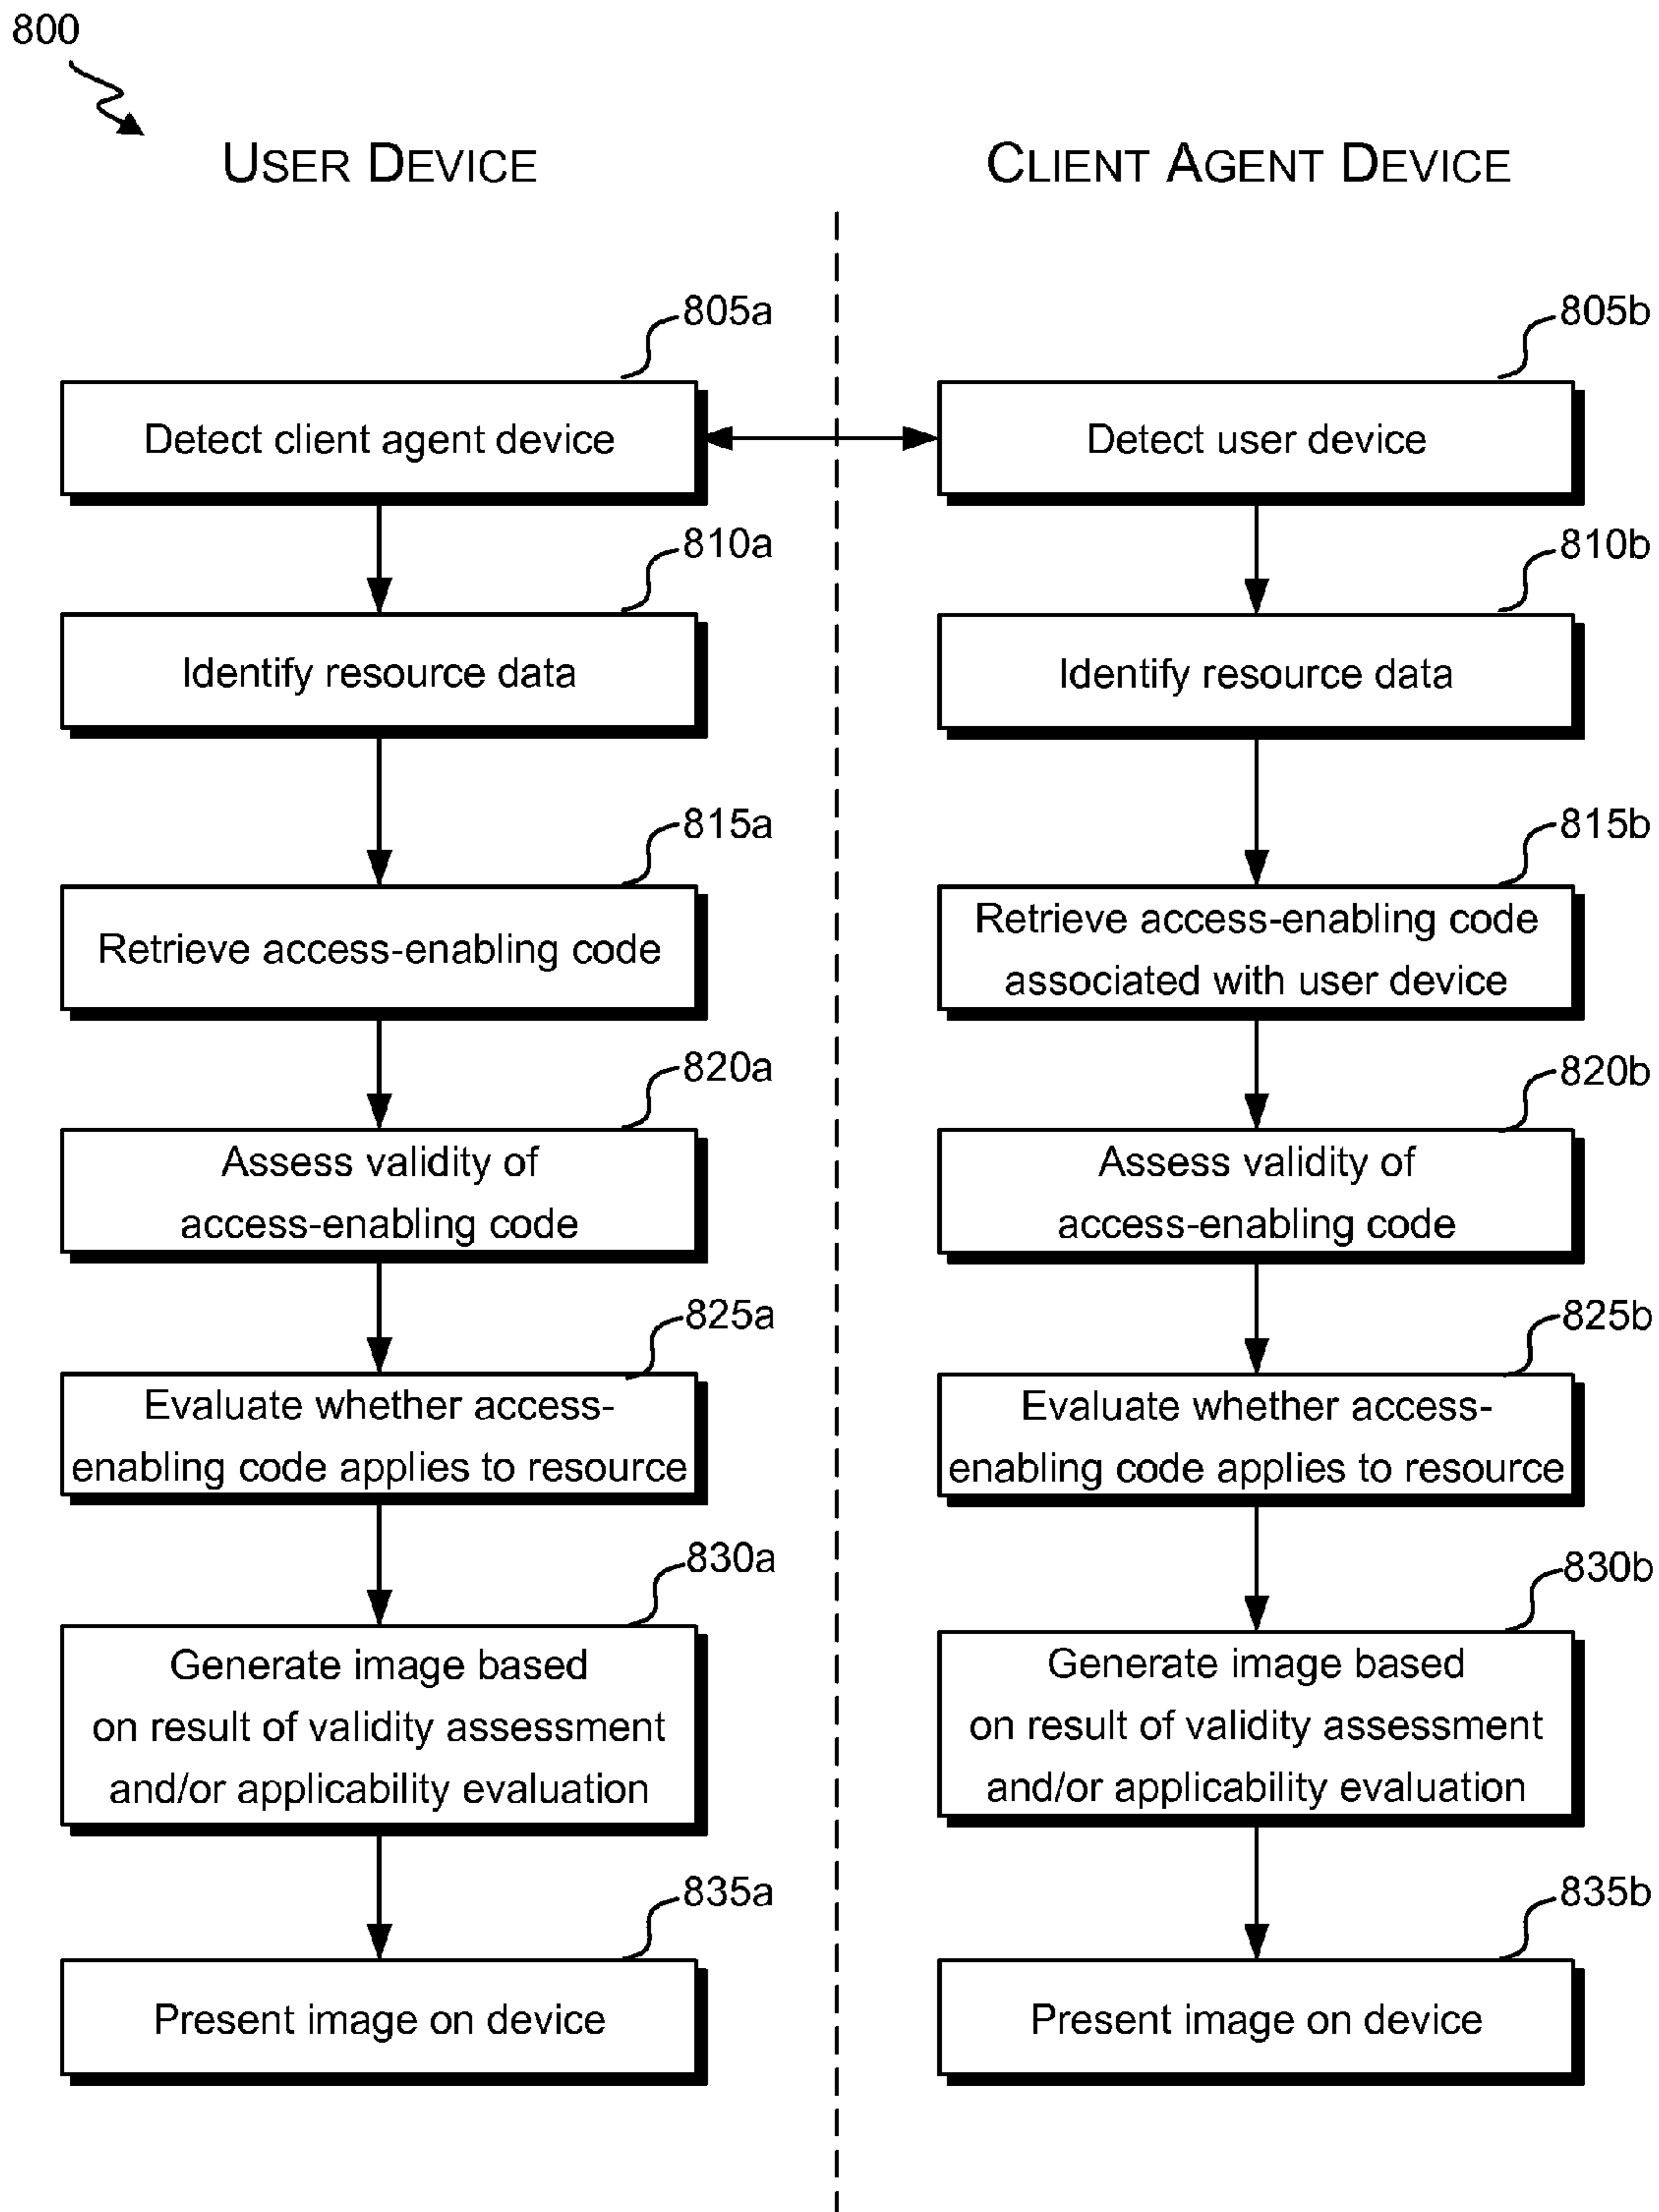 800
USER DEVICE
CLIENT AGENT DEVICE
805a
Detect client agent device
805b
Detect user device
810a
Identify resource data
810b
Identify resource data
815a
Retrieve access-enabling code
815b
Retrieve access-enabling code
associated with user device
820a
Assess validity of
access-enabling code
820b
Assess validity of
access-enabling code
825a
Evaluate whether access-
enabling code applies to resource
825b
Evaluate whether access-
enabling code applies to resource
830a
Generate image based
on result of validity assessment
and/or applicability evaluation
830b
Generate image based
on result of validity assessment
and/or applicability evaluation
835a
Present image on device
835b
Present image on device